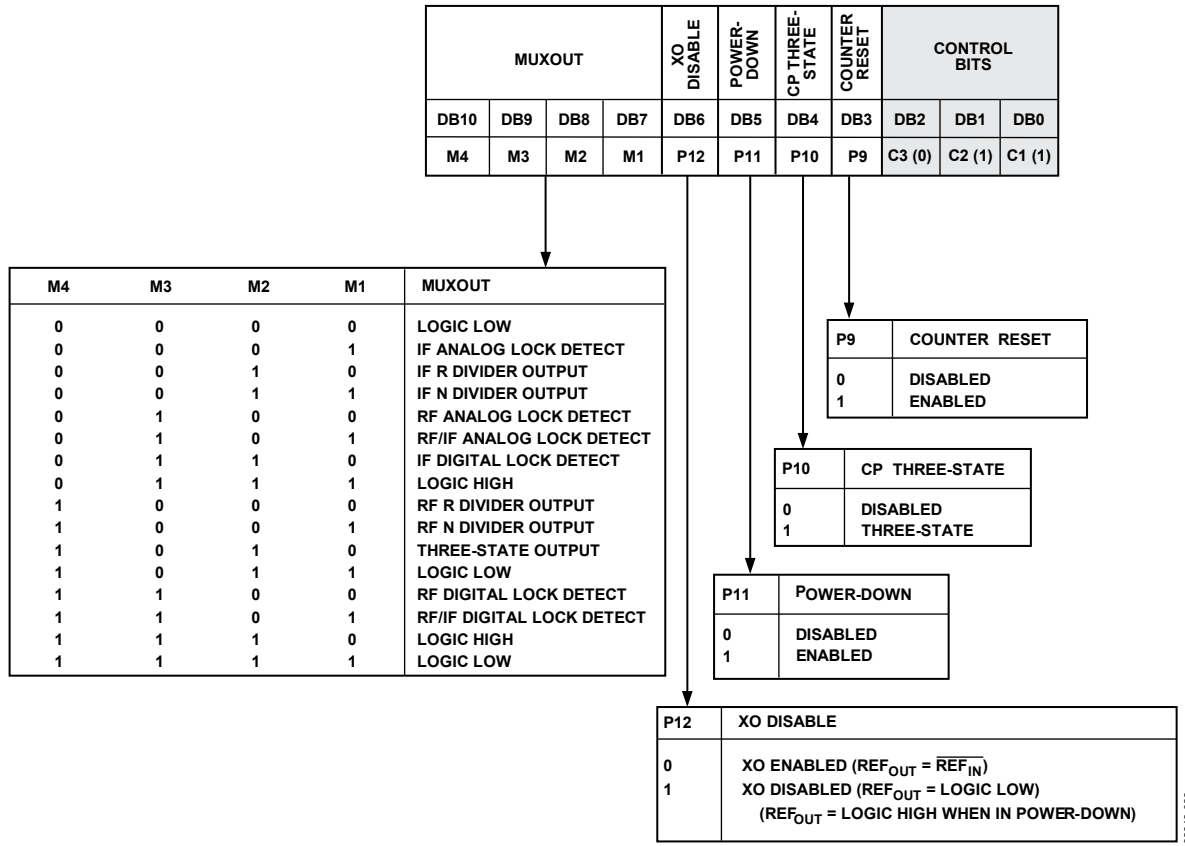 MUXOUT XO DISABLE POWER-DOWN CP THREE-STATE COUNTER RESET CONTROL BITS
DB10 DB9 DB8 DB7 DB6 DB5 DB4 DB3 DB2 DB1 DB0
M4 M3 M2 M1 P12 P11 P10 P9 C3 (0) C2 (1) C1 (1)
M4 M3 M2 M1 MUXOUT
0 0 0 0 LOGIC LOW
0 0 0 1 IF ANALOG LOCK DETECT
0 0 1 0 IF R DIVIDER OUTPUT
0 0 1 1 IF N DIVIDER OUTPUT
0 1 0 0 RF ANALOG LOCK DETECT
0 1 0 1 RF/IF ANALOG LOCK DETECT
0 1 1 0 IF DIGITAL LOCK DETECT
0 1 1 1 LOGIC HIGH
1 0 0 0 RF R DIVIDER OUTPUT
1 0 0 1 RF N DIVIDER OUTPUT
1 0 1 0 THREE-STATE OUTPUT
1 0 1 1 LOGIC LOW
1 1 0 0 RF DIGITAL LOCK DETECT
1 1 0 1 RF/IF DIGITAL LOCK DETECT
1 1 1 0 LOGIC HIGH
1 1 1 1 LOGIC LOW
P9 COUNTER RESET
0 DISABLED
1 ENABLED
P10 CP THREE-STATE
0 DISABLED
1 THREE-STATE
P11 POWER-DOWN
0 DISABLED
1 ENABLED
P12 XO DISABLE
0 XO ENABLED (REFOUT = R̅E̅F̅I̅N̅)
1 XO DISABLED (REFOUT = LOGIC LOW)
(REFOUT = LOGIC HIGH WHEN IN POWER-DOWN)